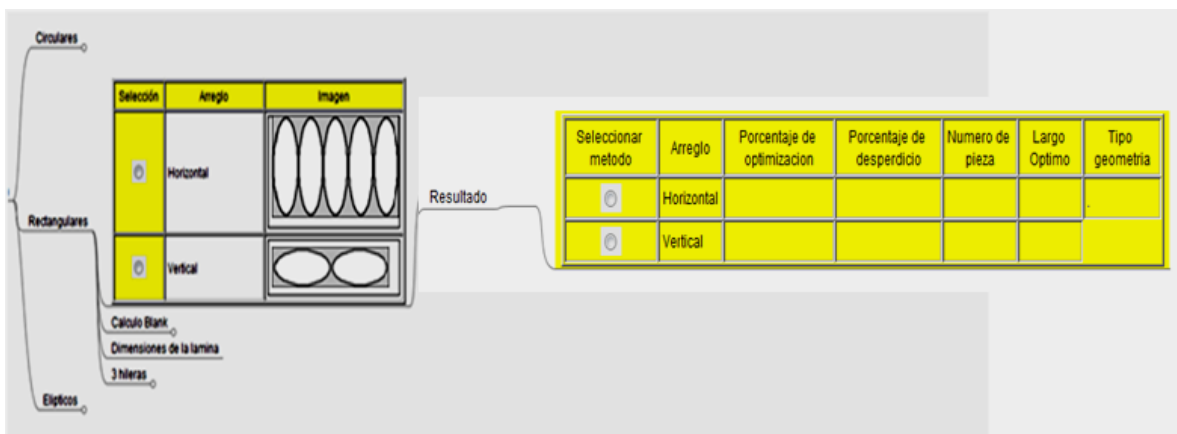 Circulares
Selección Arreglo Imagen
Horizontal
Vertical
Rectangulares
Calculo Blank
Dimensiones de la lamina
3 hileras
Elipticos
Resultado
Seleccionar metodo Arreglo Porcentaje de optimizacion Porcentaje de desperdicio Numero de pieza Largo Optimo Tipo geometria
Horizontal .
Vertical